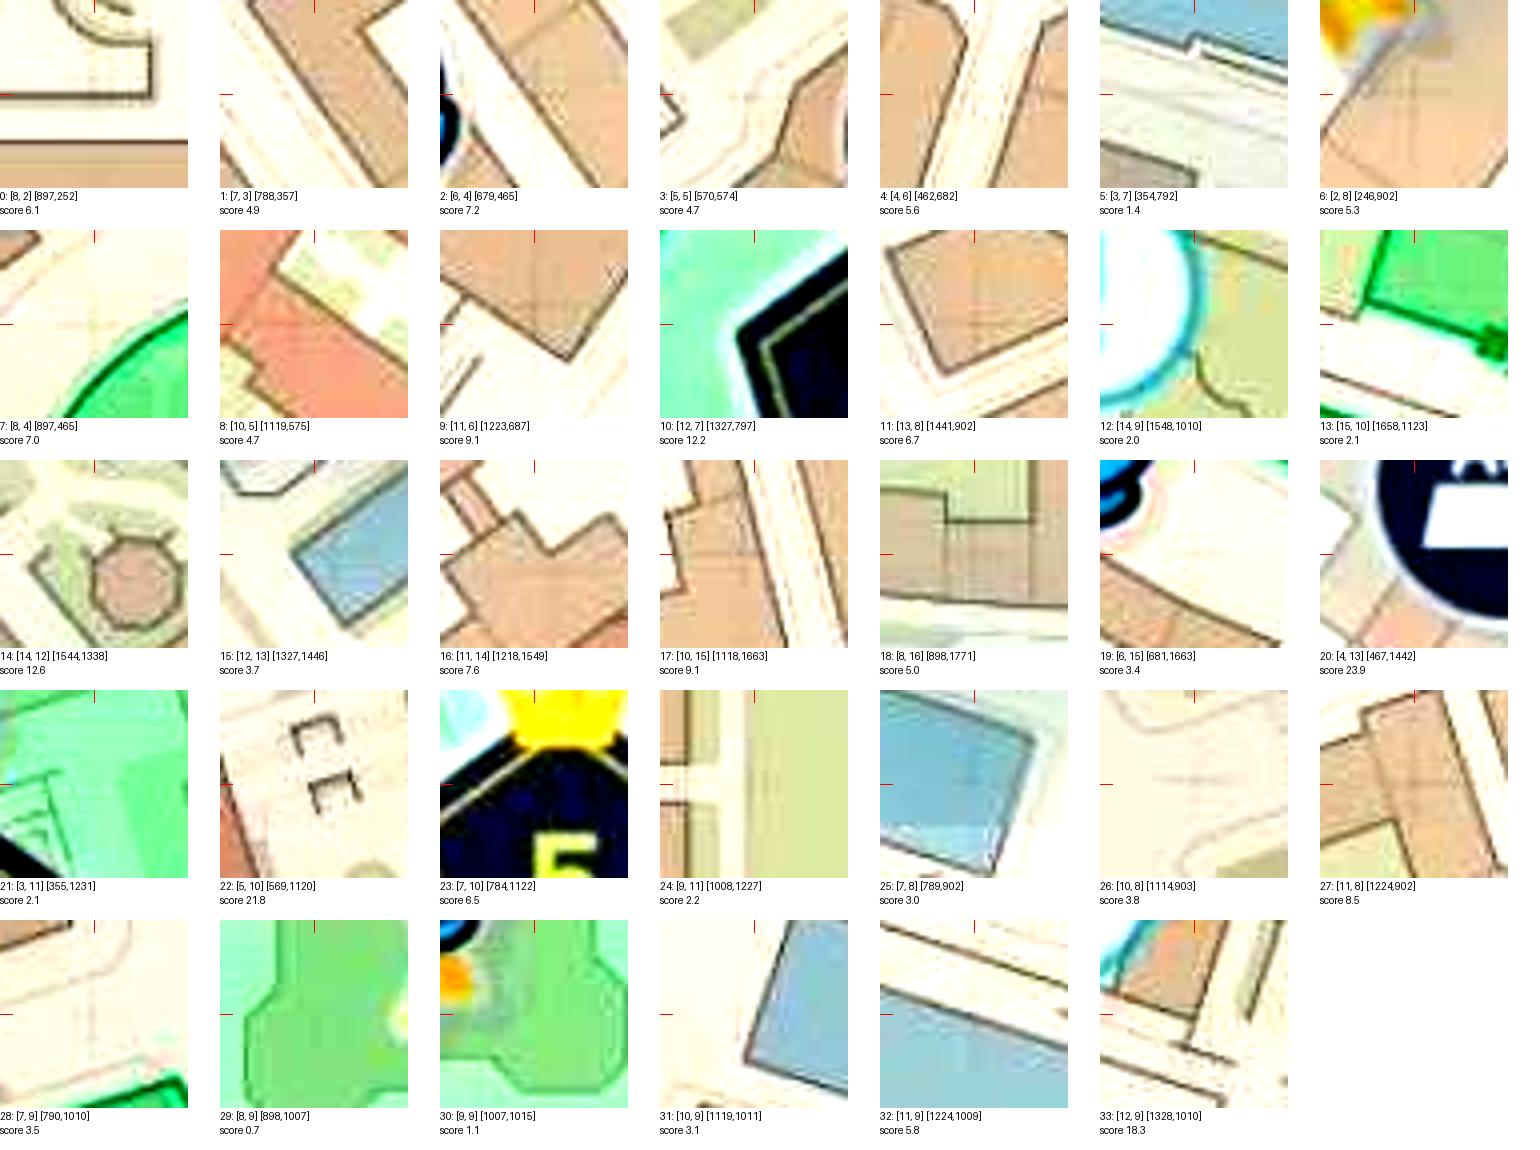 0: [8, 2] [897,252]
score 6.1
1: [7, 3] [788,357]
score 4.9
2: [6, 4] [679,465]
score 7.2
3: [5, 5] [570,574]
score 4.7
4: [4, 6] [462,682]
score 5.6
5: [3, 7] [354,792]
score 1.4
6: [2, 8] [246,902]
score 5.3
7: [8, 4] [897,465]
score 7.0
8: [10, 5] [1119,575]
score 4.7
9: [11, 6] [1223,687]
score 9.1
10: [12, 7] [1327,797]
score 12.2
11: [13, 8] [1441,902]
score 6.7
12: [14, 9] [1548,1010]
score 2.0
13: [15, 10] [1658,1123]
score 2.1
14: [14, 12] [1544,1338]
score 12.6
15: [12, 13] [1327,1446]
score 3.7
16: [11, 14] [1218,1549]
score 7.6
17: [10, 15] [1118,1663]
score 9.1
18: [8, 16] [898,1771]
score 5.0
19: [6, 15] [681,1663]
score 3.4
20: [4, 13] [467,1442]
score 23.9
21: [3, 11] [355,1231]
score 2.1
22: [5, 10] [569,1120]
score 21.8
5
23: [7, 10] [784,1122]
score 6.5
24: [9, 11] [1008,1227]
score 2.2
25: [7, 8] [789,902]
score 3.0
26: [10, 8] [1114,903]
score 3.8
27: [11, 8] [1224,902]
score 8.5
28: [7, 9] [790,1010]
score 3.5
29: [8, 9] [898,1007]
score 0.7
30: [9, 9] [1007,1015]
score 1.1
31: [10, 9] [1119,1011]
score 3.1
32: [11, 9] [1224,1009]
score 5.8
33: [12, 9] [1328,1010]
score 18.3